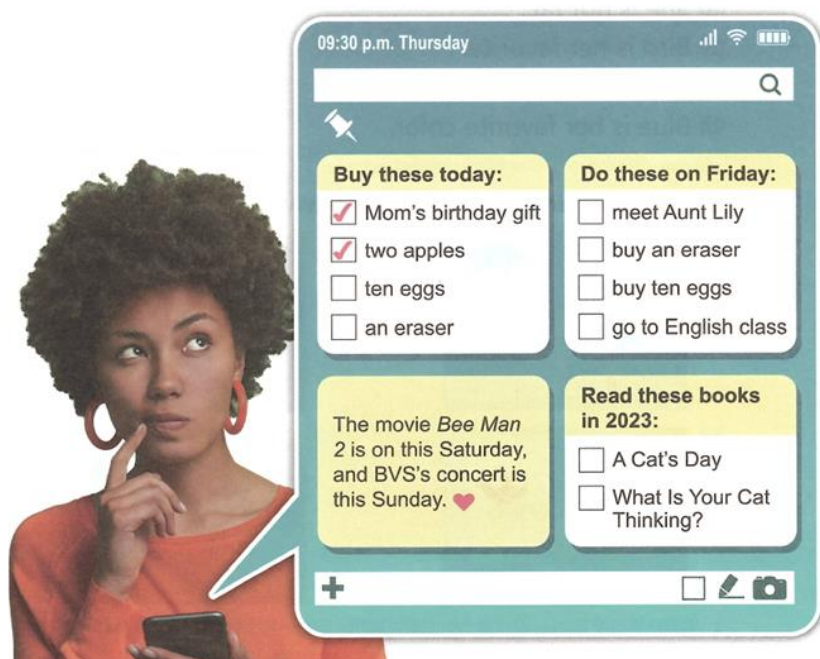 09:30 p.m. Thursday
Buy these today:
Mom's birthday gift
two apples
ten eggs
an eraser
Do these on Friday:
meet Aunt Lily
buy an eraser
buy ten eggs
go to English class
The movie Bee Man
2 is on this Saturday,
and BVS's concert is
this Sunday. ♥
Read these books
in 2023:
A Cat's Day
What Is Your Cat
Thinking?